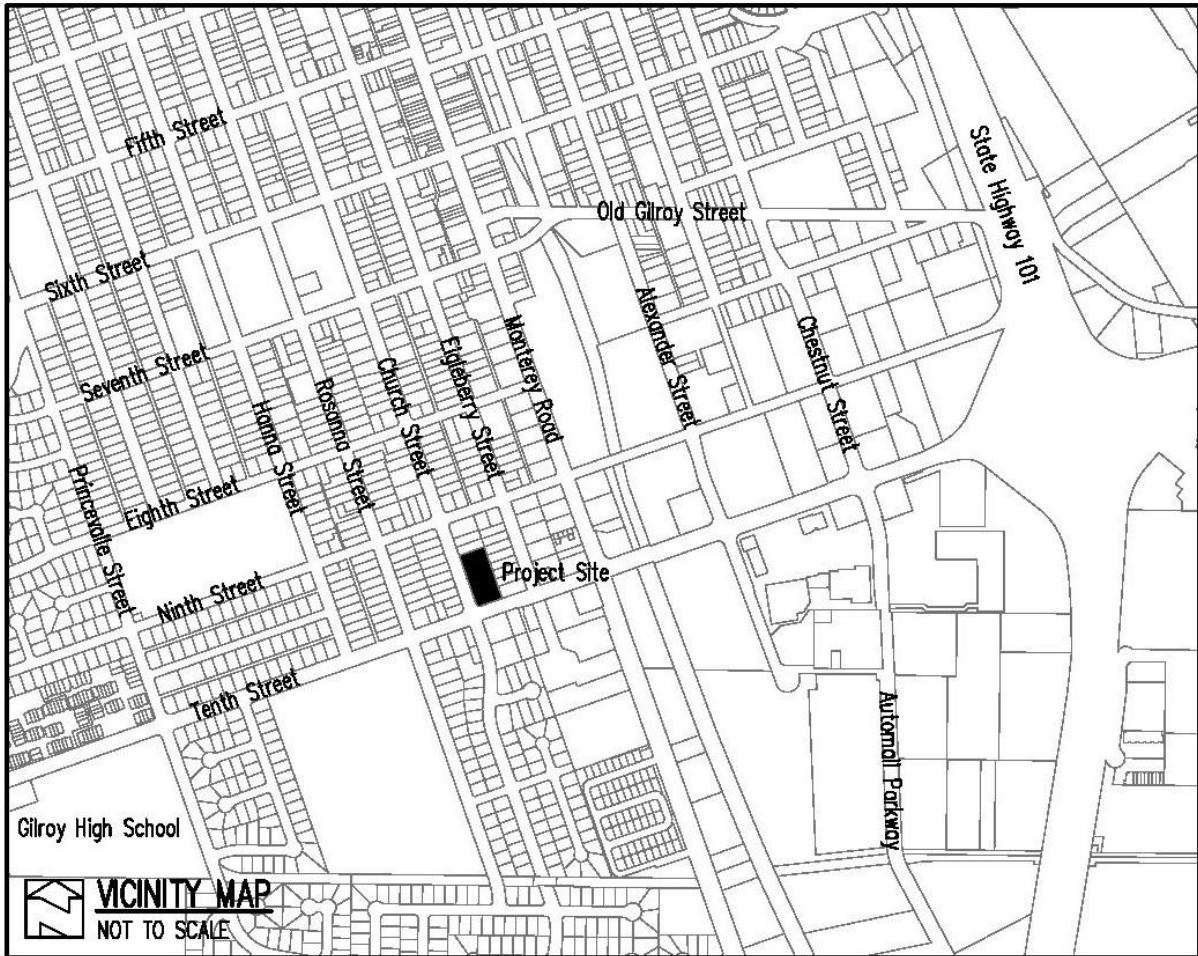 Fifth Street
State Highway 101
Old Gilroy Street
Sixth Street
Alexander Street
Chestnut Street
Monterey Road
Eigleberry Street
Seventh Street
Church Street
Rosanna Street
Hanna Street
Princevalle Street
Eighth Street
Project Site
Ninth Street
Tenth Street
Automall Parkway
Gilroy High School
VICINITY MAP
NOT TO SCALE